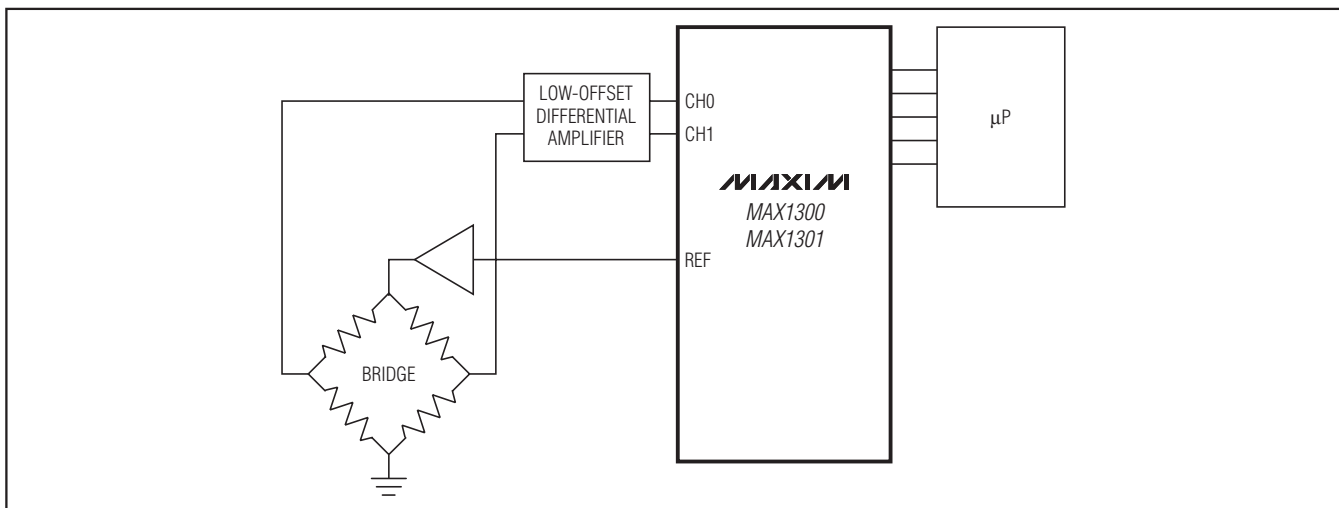 LOW-OFFSET
DIFFERENTIAL
AMPLIFIER
CH0
CH1
MAXIM
MAX1300
MAX1301
REF
μP
BRIDGE